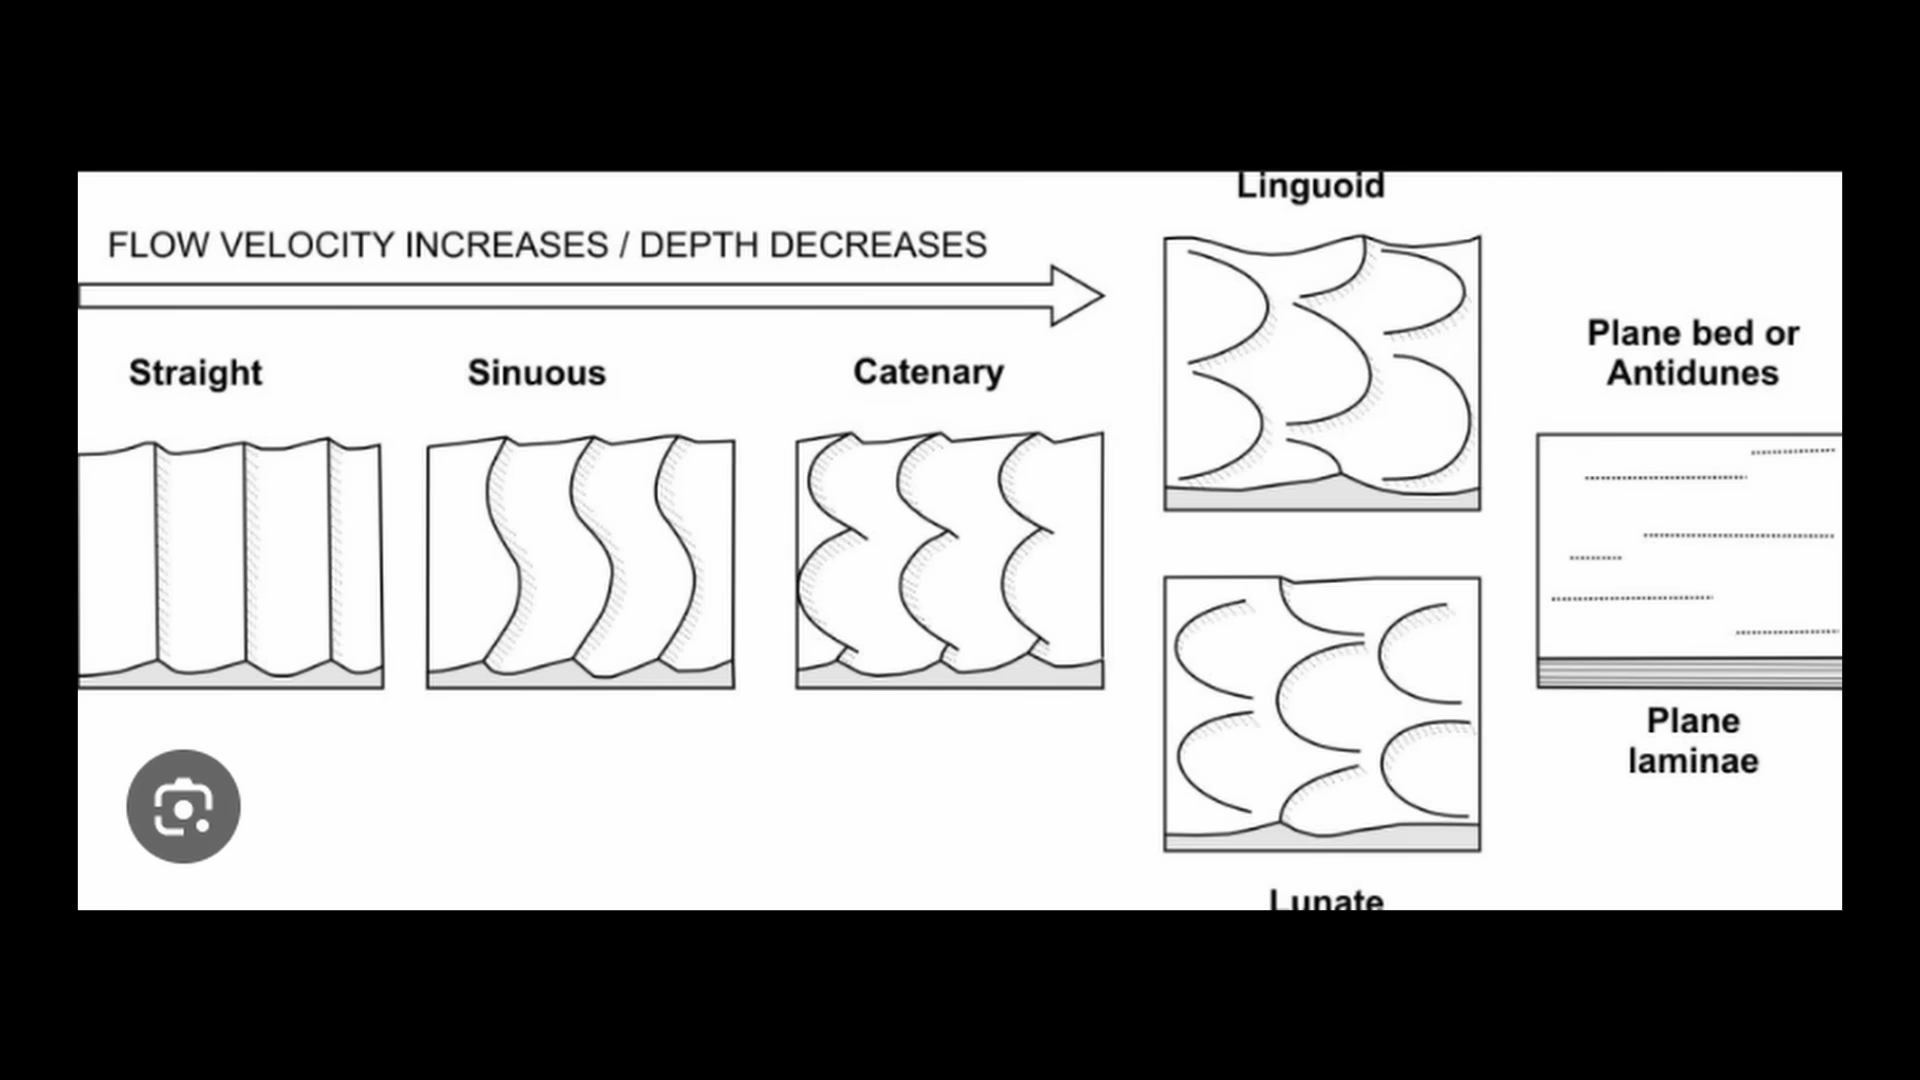 Linguoid
FLOW VELOCITY INCREASES / DEPTH DECREASES
Straight
Sinuous
Catenary
Plane bed or
Antidunes
Plane
laminae
Lunate